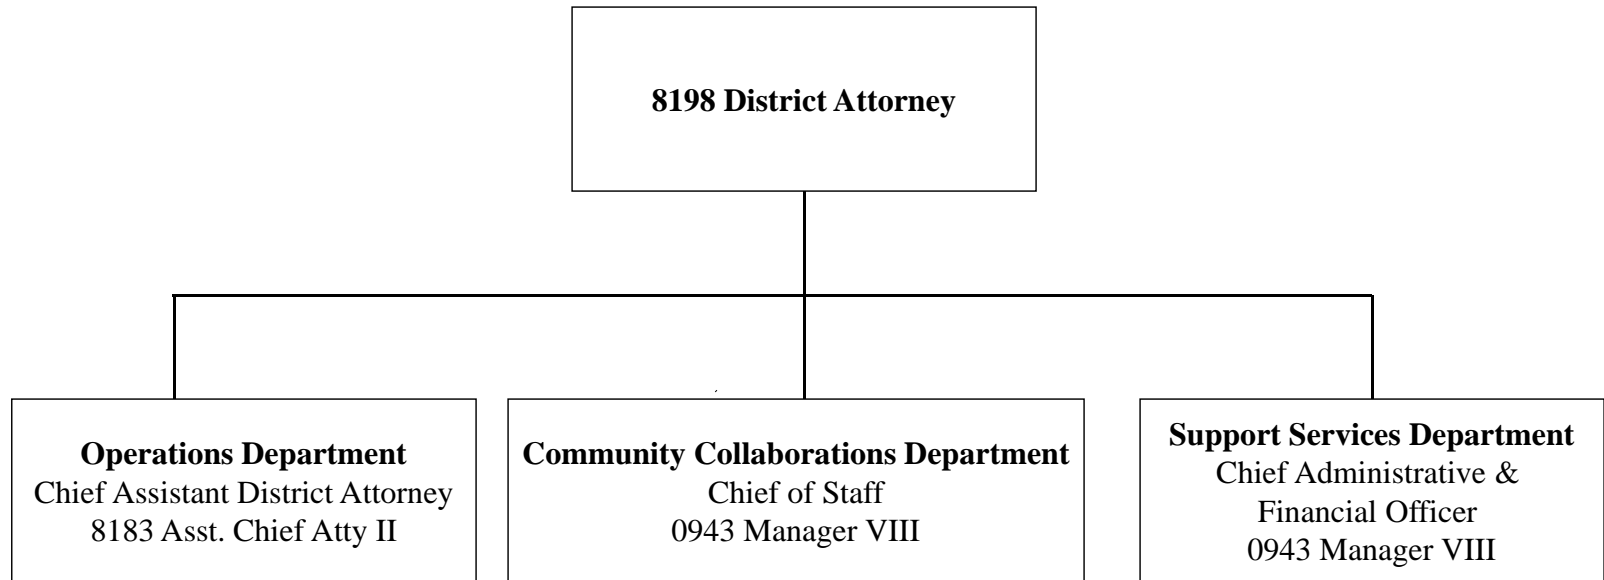 8198 District Attorney
Operations Department
Chief Assistant District Attorney
8183 Asst. Chief Atty II
Community Collaborations Department
Chief of Staff
0943 Manager VIII
Support Services Department
Chief Administrative &
Financial Officer
0943 Manager VIII